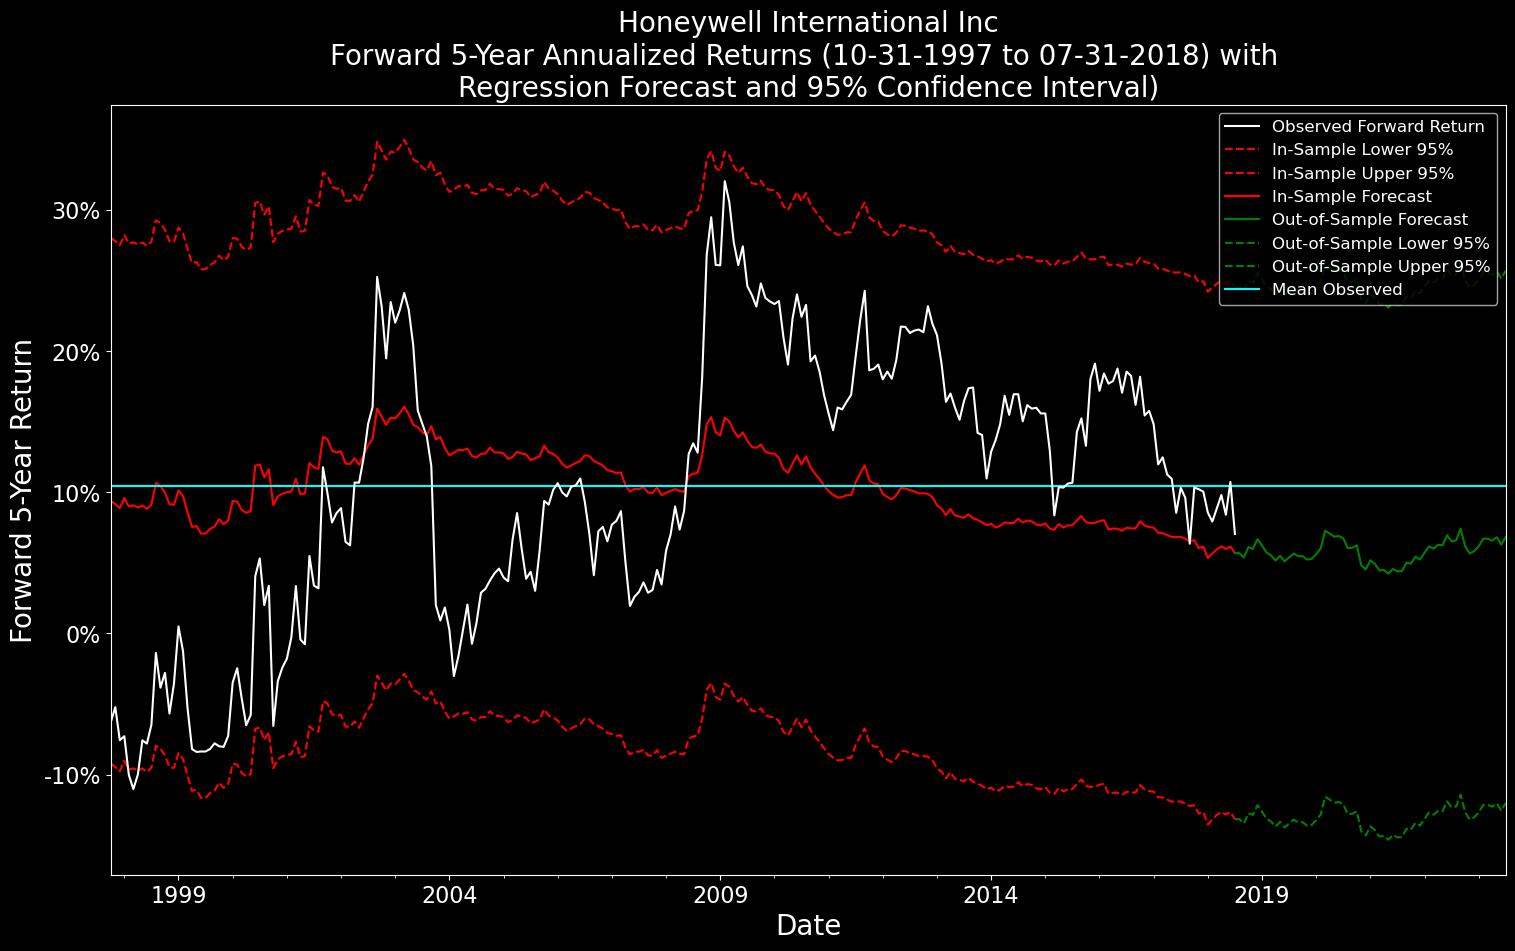 Honeywell International Inc
Forward 5-Year Annualized Returns (10-31-1997 to 07-31-2018) with
Regression Forecast and 95% Confidence Interval)
Observed Forward Return
In-Sample Lower 95%
In-Sample Upper 95%
In-Sample Forecast
Out-of-Sample Forecast
Out-of-Sample Lower 95%
Out-of-Sample Upper 95%
Mean Observed
Forward 5-Year Return
30%
20%
10%
0%
-10%
1999
2004
2009
2014
2019
Date